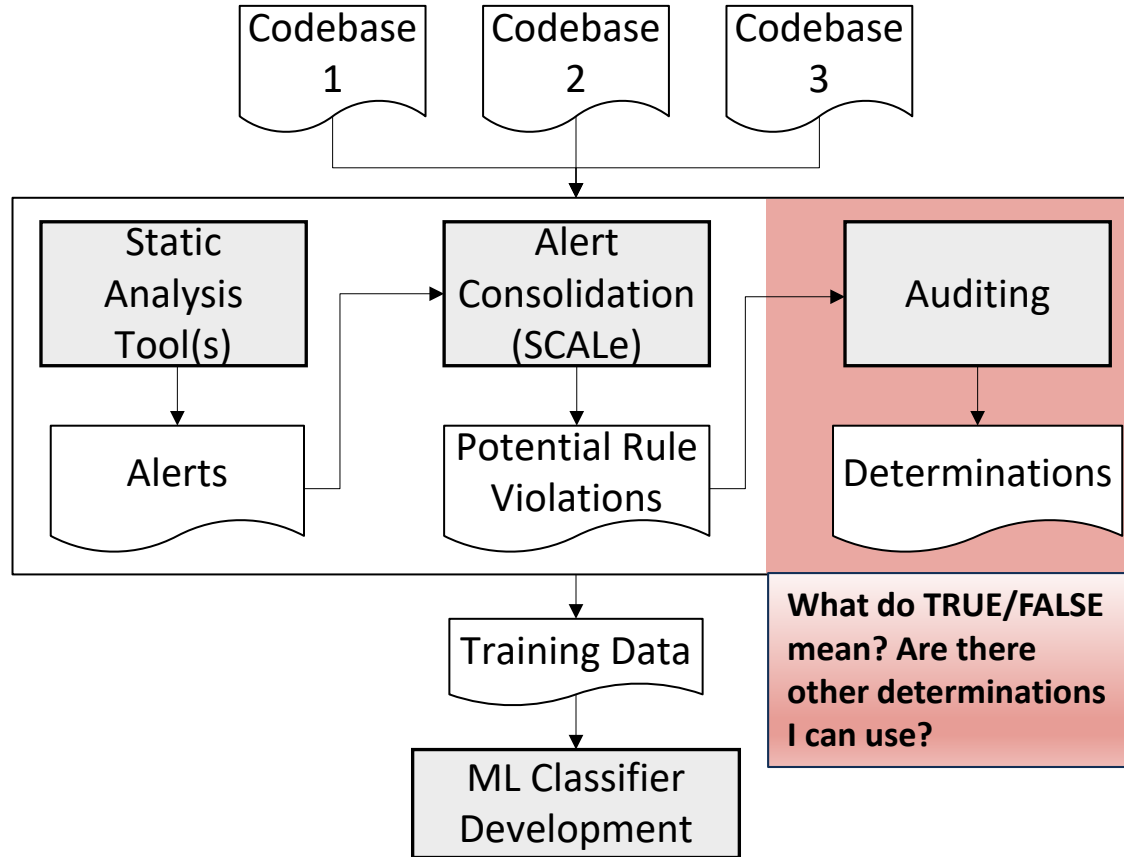 Codebase
1
Codebase
2
Codebase
3
Static
Analysis
Tool(s)
Alert
Consolidation
(SCALe)
Auditing
Alerts
Potential Rule
Violations
Determinations
Training Data
What do TRUE/FALSE
mean? Are there
other determinations
I can use?
ML Classifier
Development